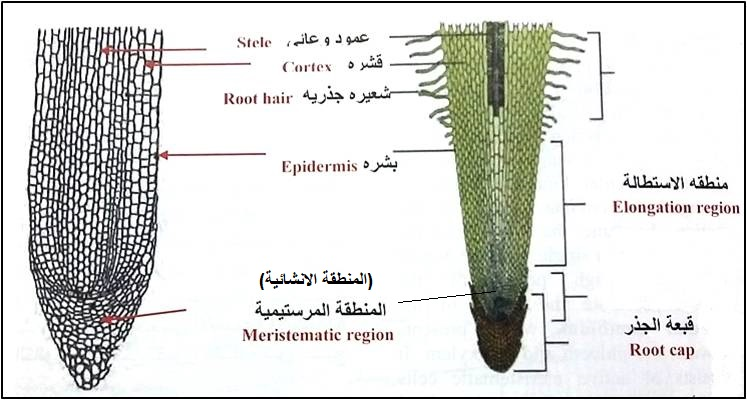 Stele عمود وعائي
Cortex قشره
Root hair شعيره جذريه
Epidermis بشره
منطقه الاستطالة
Elongation region
(المنطقة الانشائية)
المنطقة المرستيمية
Meristematic region
قبعة الجذر
Root cap